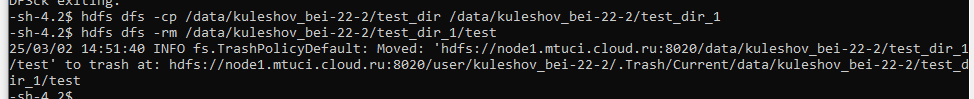 DFSck exiting.
-sh-4.2$ hdfs dfs -cp /data/kuleshov_bei-22-2/test_dir /data/kuleshov_bei-22-2/test_dir_1
-sh-4.2$ hdfs dfs -rm /data/kuleshov_bei-22-2/test_dir_1/test
25/03/02 14:51:40 INFO fs.TrashPolicyDefault: Moved: 'hdfs://node1.mtuci.cloud.ru:8020/data/kuleshov_bei-22-2/test_dir_1
/test' to trash at: hdfs://node1.mtuci.cloud.ru:8020/user/kuleshov_bei-22-2/.Trash/Current/data/kuleshov_bei-22-2/test_d
ir_1/test
-sh-4.2$